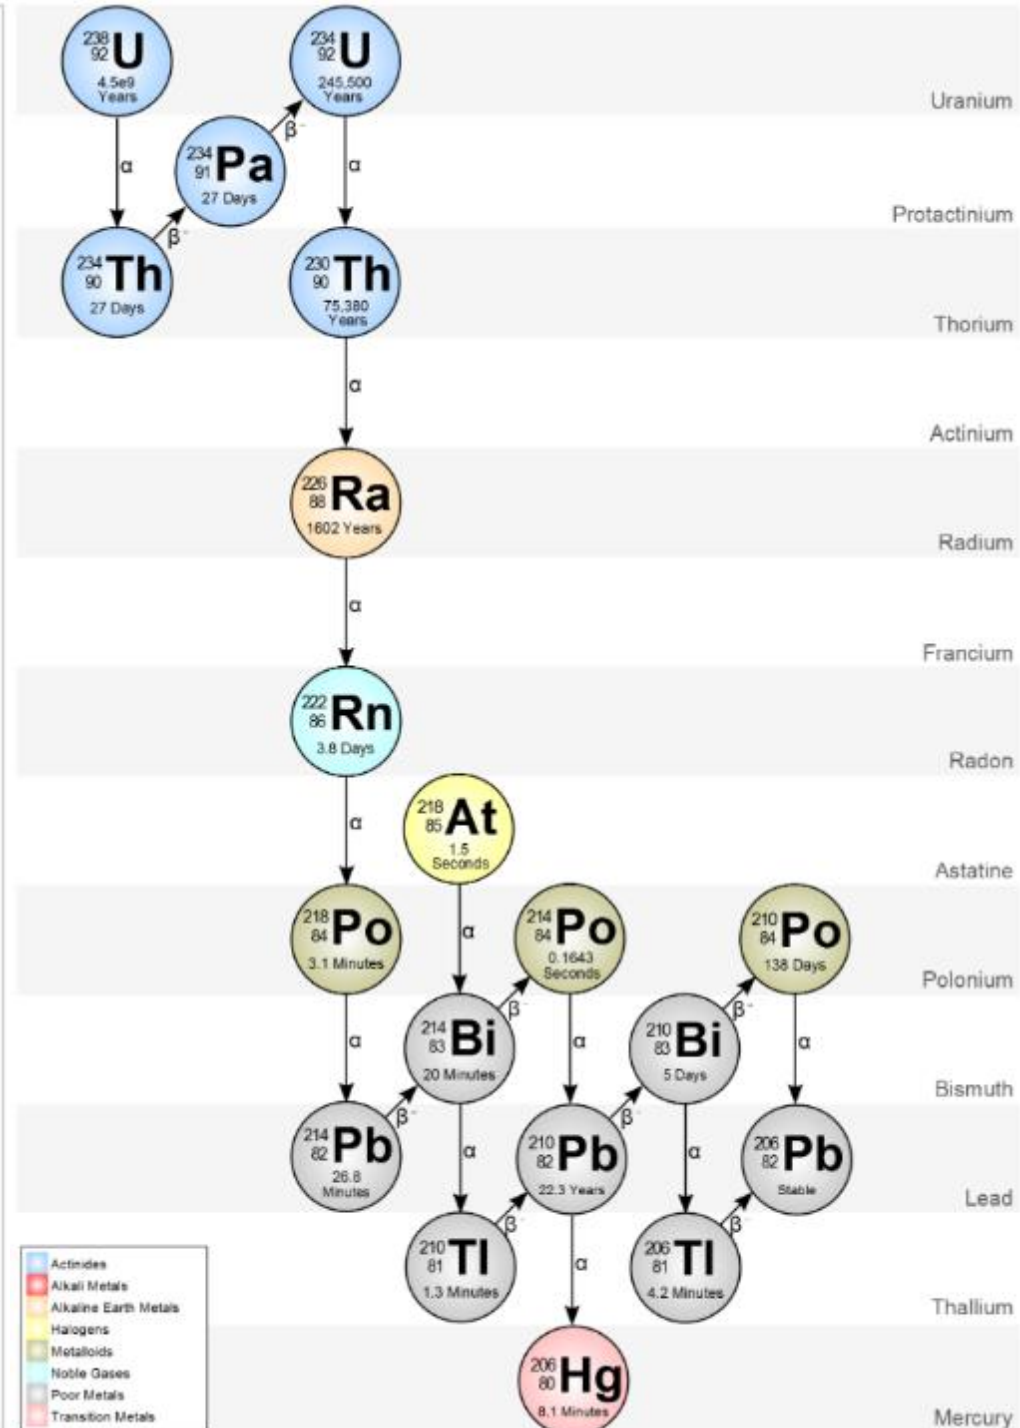 238
92 U
4.5e9
Years
234
92 U
245,500
Years
Uranium
α
β-
234
91 Pa
27 Days
α
Protactinium
β-
234
90 Th
27 Days
230
90 Th
75,380
Years
Thorium
α
Actinium
226
88 Ra
1602 Years
Radium
α
Francium
222
86 Rn
3.8 Days
Radon
α
218
85 At
1.5
Seconds
Astatine
218
84 Po
3.1 Minutes
α
214
84 Po
0.1643
Seconds
210
84 Po
138 Days
Polonium
α
214
83 Bi
20 Minutes
β-
α
210
83 Bi
5 Days
β-
α
Bismuth
β-
β-
214
82 Pb
26.8
Minutes
α
210
82 Pb
22.3 Years
α
206
82 Pb
Stable
Lead
β-
β-
210
81 Tl
1.3 Minutes
α
206
81 Tl
4.2 Minutes
Thallium
206
80 Hg
8.1 Minutes
Mercury
Actinides
Alkali Metals
Alkaline Earth Metals
Halogens
Metalloids
Noble Gases
Poor Metals
Transition Metals